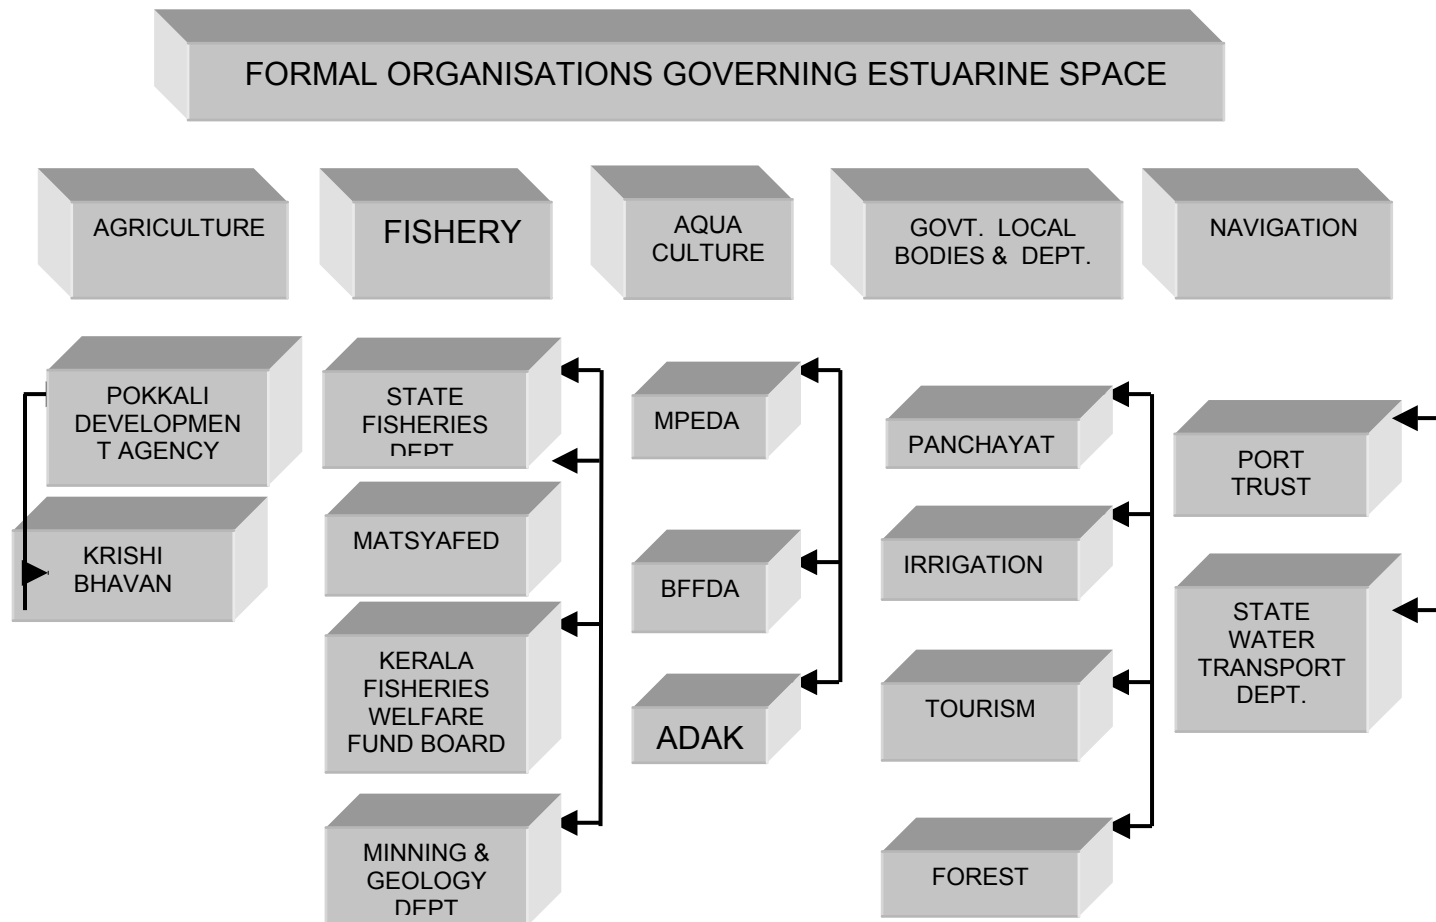 FORMAL ORGANISATIONS GOVERNING ESTUARINE SPACE
AGRICULTURE
FISHERY
AQUA
CULTURE
GOVT. LOCAL
BODIES & DEPT.
NAVIGATION
POKKALI
DEVELOPMEN
T AGENCY
KRISHI
BHAVAN
STATE
FISHERIES
DEPT
MATSYAFED
KERALA
FISHERIES
WELFARE
FUND BOARD
MINNING &
GEOLOGY
DEPT
MPEDA
BFFDA
ADAK
PANCHAYAT
IRRIGATION
TOURISM
FOREST
PORT
TRUST
STATE
WATER
TRANSPORT
DEPT.